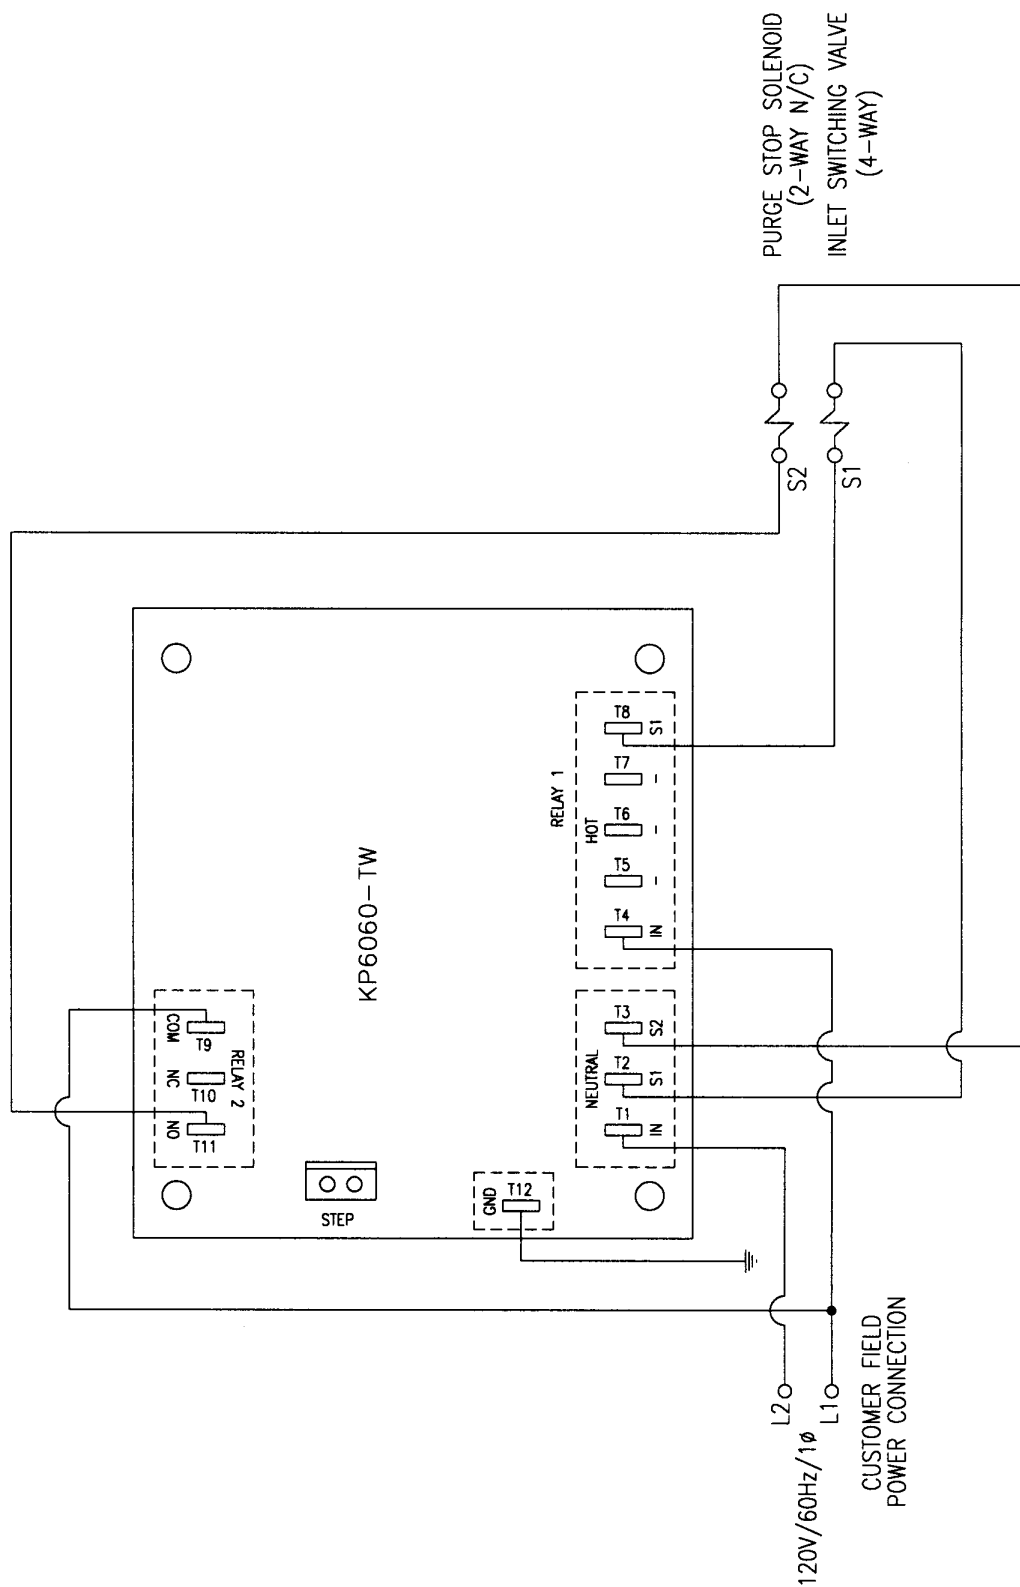 PURGE STOP SOLENOID
(2-WAY N/C)
INLET SWITCHING VALVE
(4-WAY)
S2
S1
KP6060-TW
COM
NC
NO
T9
T10
T11
RELAY 2
STEP
GND
T12
RELAY 1
HOT
T4
T5
T6
T7
T8
IN
-
-
-
S1
NEUTRAL
T1
T2
T3
IN
S1
S2
L2
L1
120V/60Hz/1ø
CUSTOMER FIELD
POWER CONNECTION